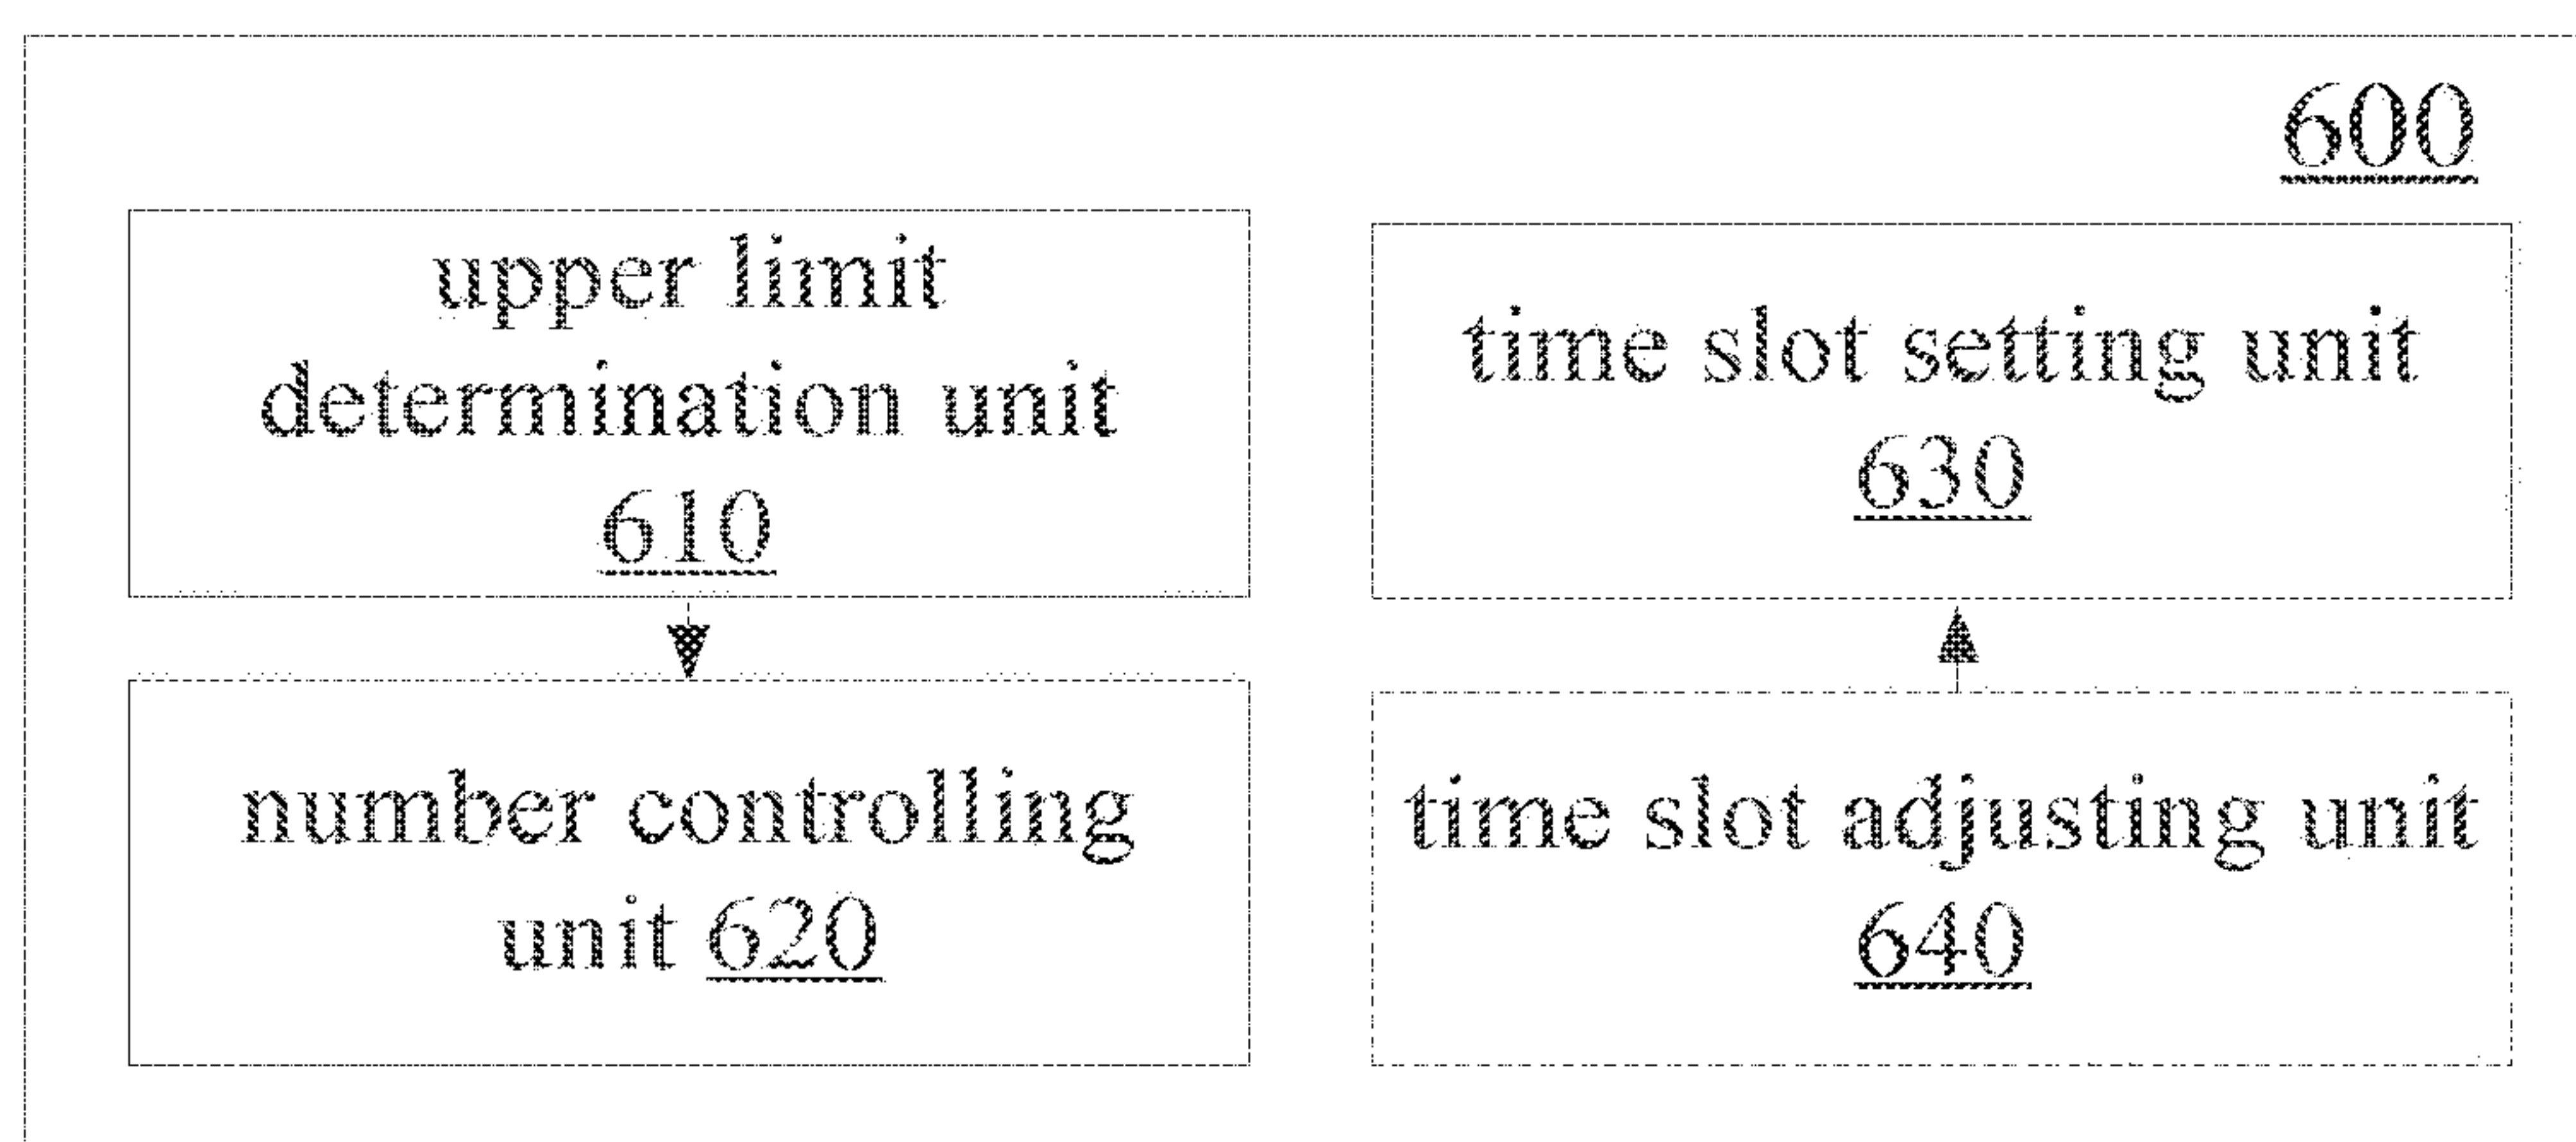 600
upper limit
determination unit
610
time slot setting unit
630
number controlling
unit 620
time slot adjusting unit
640